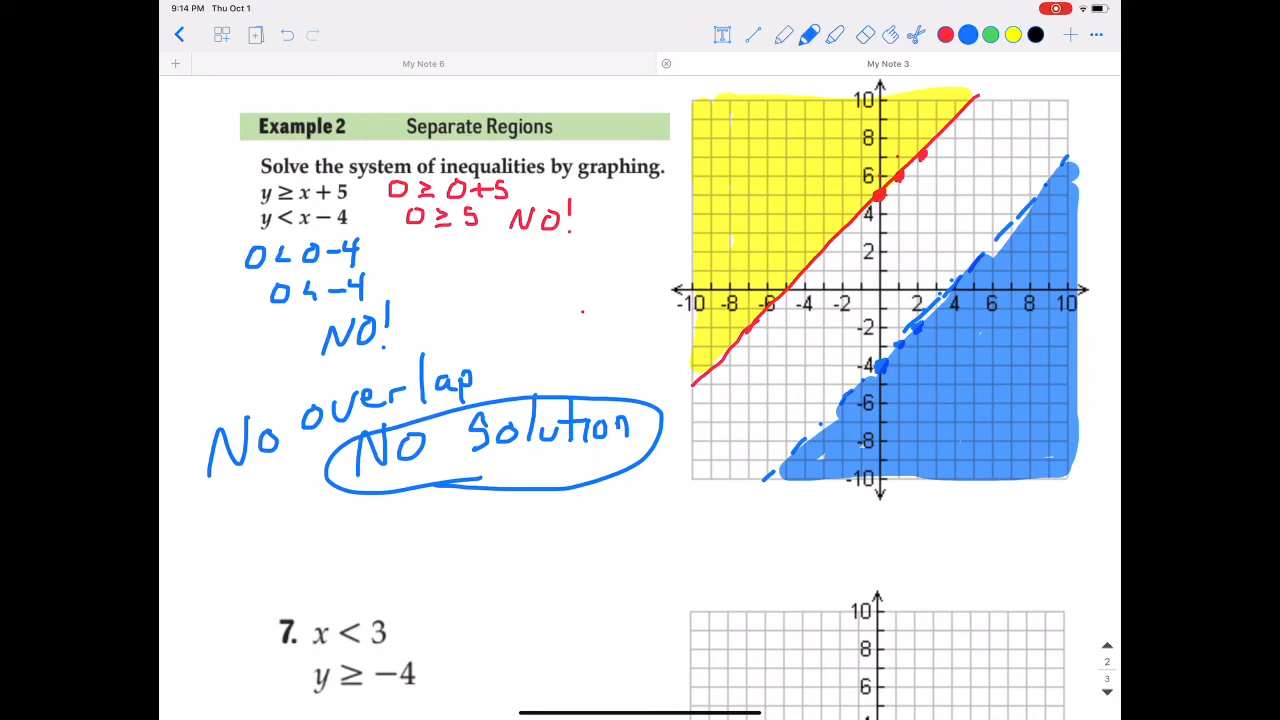 9:14 PM Thu Oct 1
My Note 6
My Note 3
Example 2 Separate Regions
Solve the system of inequalities by graphing.
y ≥ x + 5 0 ≥ 0+5
y < x − 4 0 ≥ 5 NO!
0 < 0-4
0 < -4
NO!
No overlap
No Solution
10
8
6
4
2
-10 -8 -6 -4 -2 2 4 6 8 10
-2
-4
-6
-8
-10
7. x < 3
y ≥ −4
10
8
6
4
2
3